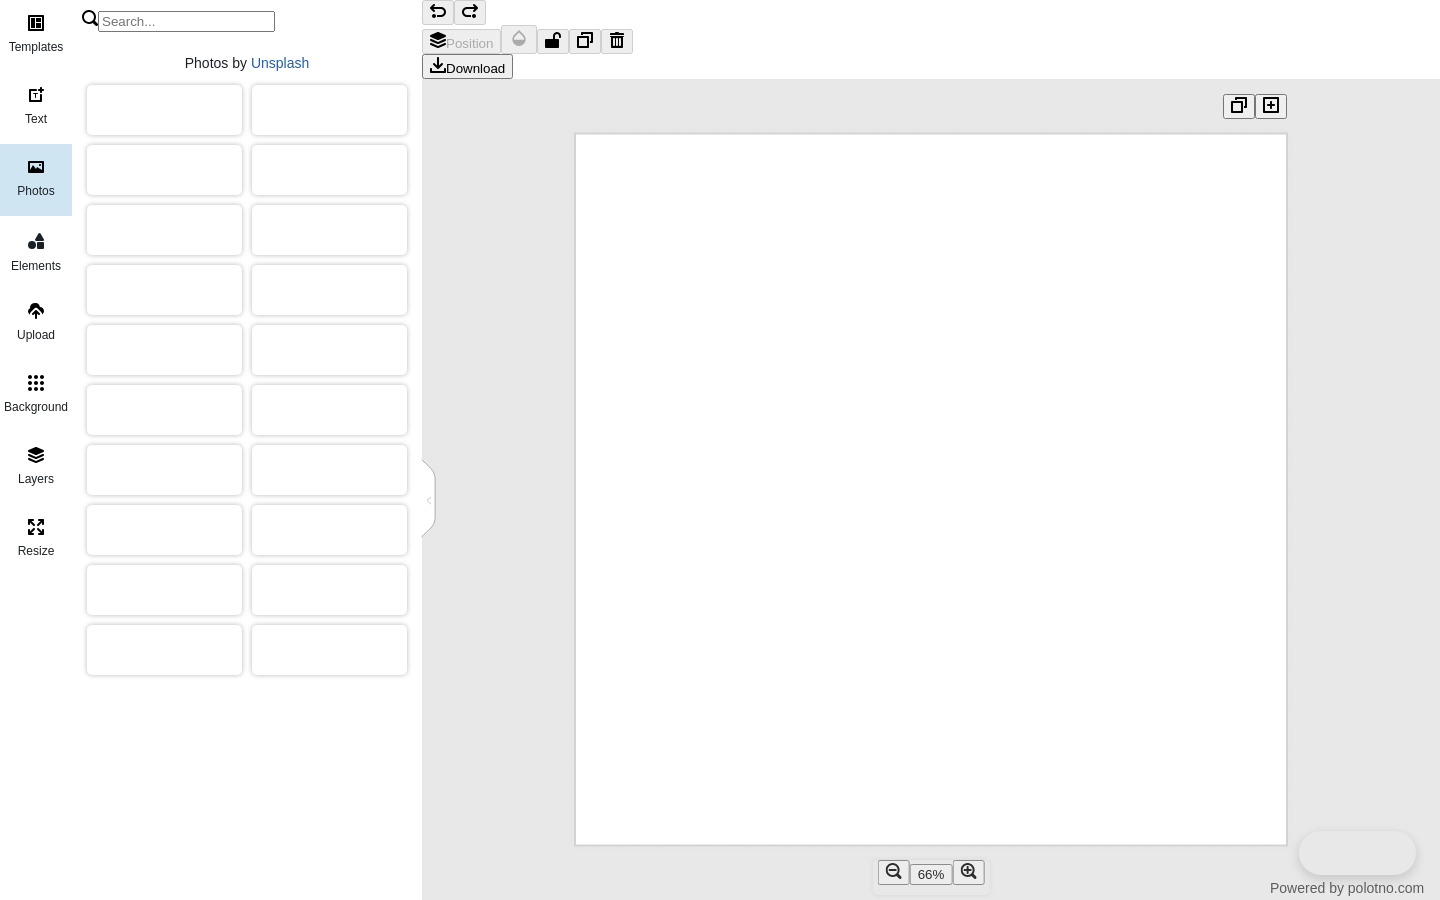 Templates
Text
Photos
Elements
Upload
Background
Layers
Resize
Search...
Photos by Unsplash
Position
Download
66%
Powered by polotno.com